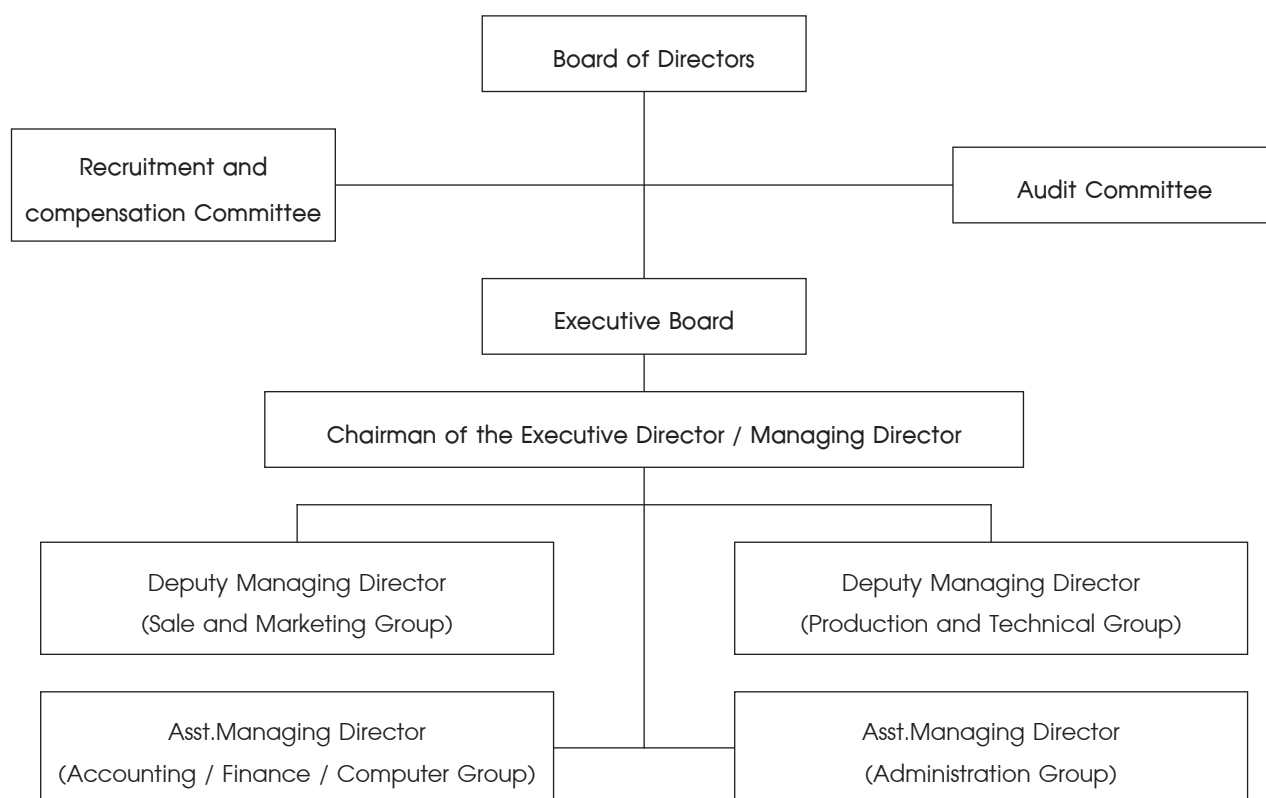 Board of Directors
Recruitment and
compensation Committee
Audit Committee
Executive Board
Chairman of the Executive Director / Managing Director
Deputy Managing Director
(Sale and Marketing Group)
Deputy Managing Director
(Production and Technical Group)
Asst.Managing Director
(Accounting / Finance / Computer Group)
Asst.Managing Director
(Administration Group)